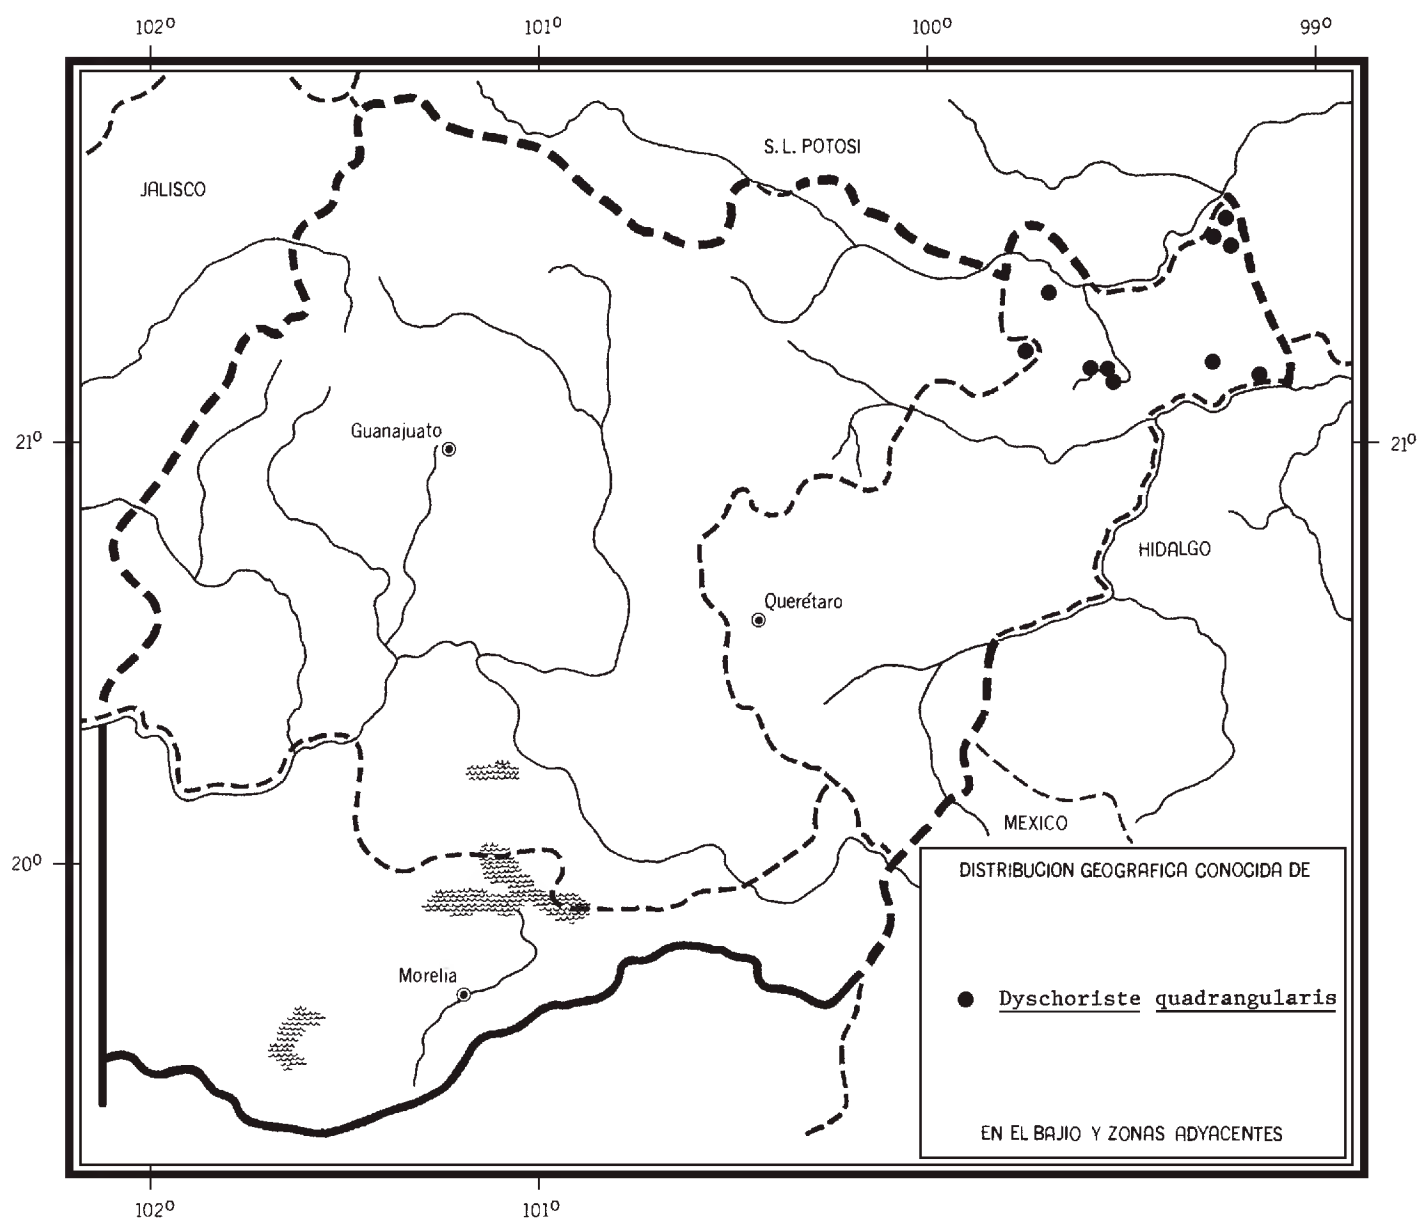 102º 101º 100º 99º
S.L. POTOSI
JALISCO
Guanajuato
21º 21º
HIDALGO
Querétaro
MEXICO
20º
DISTRIBUCION GEOGRAFICA CONOCIDA DE
Morelia
Dyschoriste quadrangularis
EN EL BAJIO Y ZONAS ADYACENTES
102º 101º